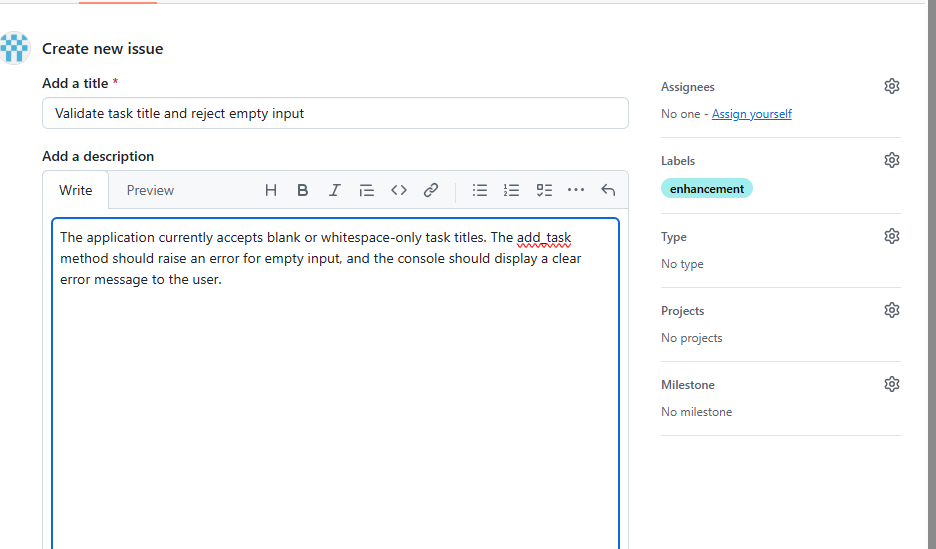 Create new issue
Add a title *
Validate task title and reject empty input
Add a description
Write
Preview
The application currently accepts blank or whitespace-only task titles. The add_task
method should raise an error for empty input, and the console should display a clear
error message to the user.
Assignees
No one - Assign yourself
Labels
enhancement
Type
No type
Projects
No projects
Milestone
No milestone